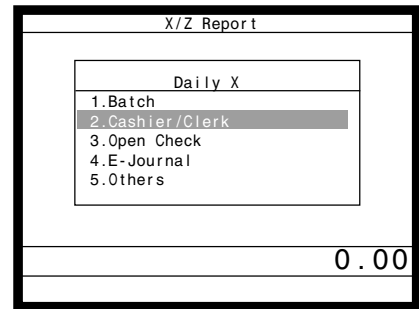 X/Z Report
Daily X
1.Batch
2.Cashier/Clerk
3.Open Check
4.E-Journal
5.Others
0.00